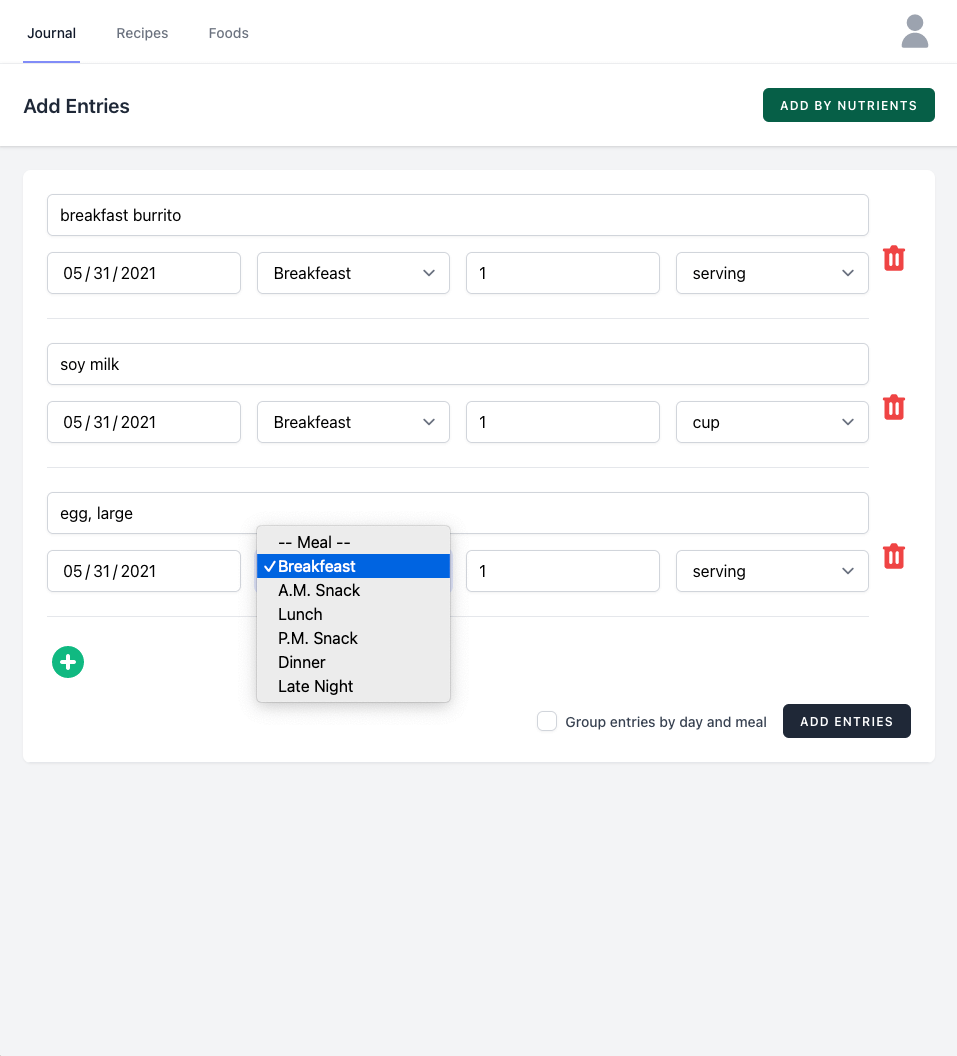 Journal Recipes Foods
Add Entries
ADD BY NUTRIENTS
breakfast burrito
05/31/2021 Breakfeast 1 serving
soy milk
05/31/2021 Breakfeast 1 cup
egg, large
05/31/2021 1 serving
-- Meal --
✓Breakfeast
A.M. Snack
Lunch
P.M. Snack
Dinner
Late Night
Group entries by day and meal
ADD ENTRIES